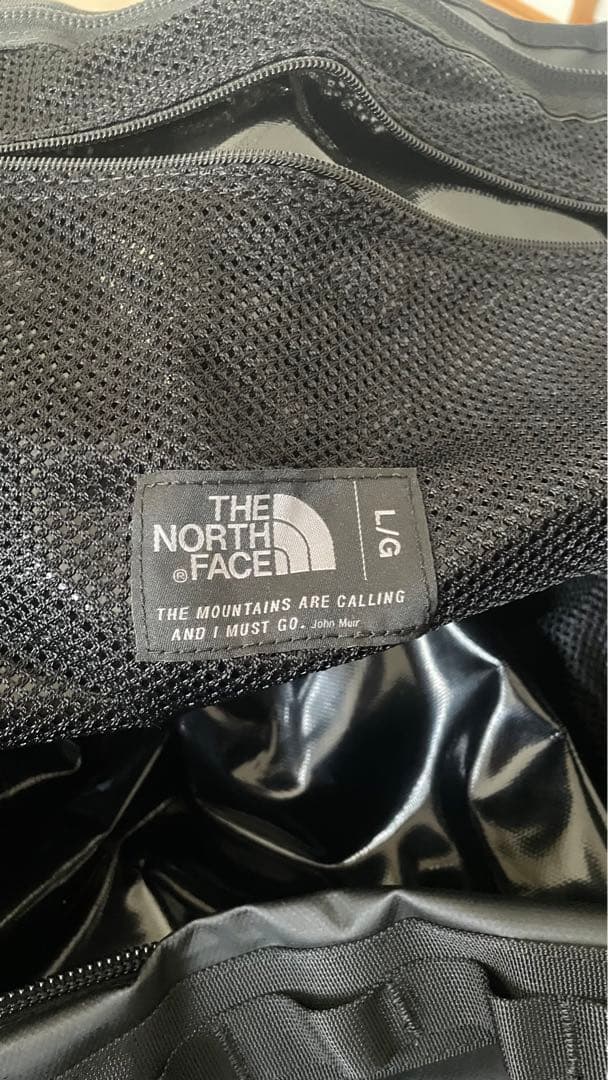 THE
NORTH
®FACE
L/G
THE MOUNTAINS ARE CALLING
AND I MUST GO. John Muir